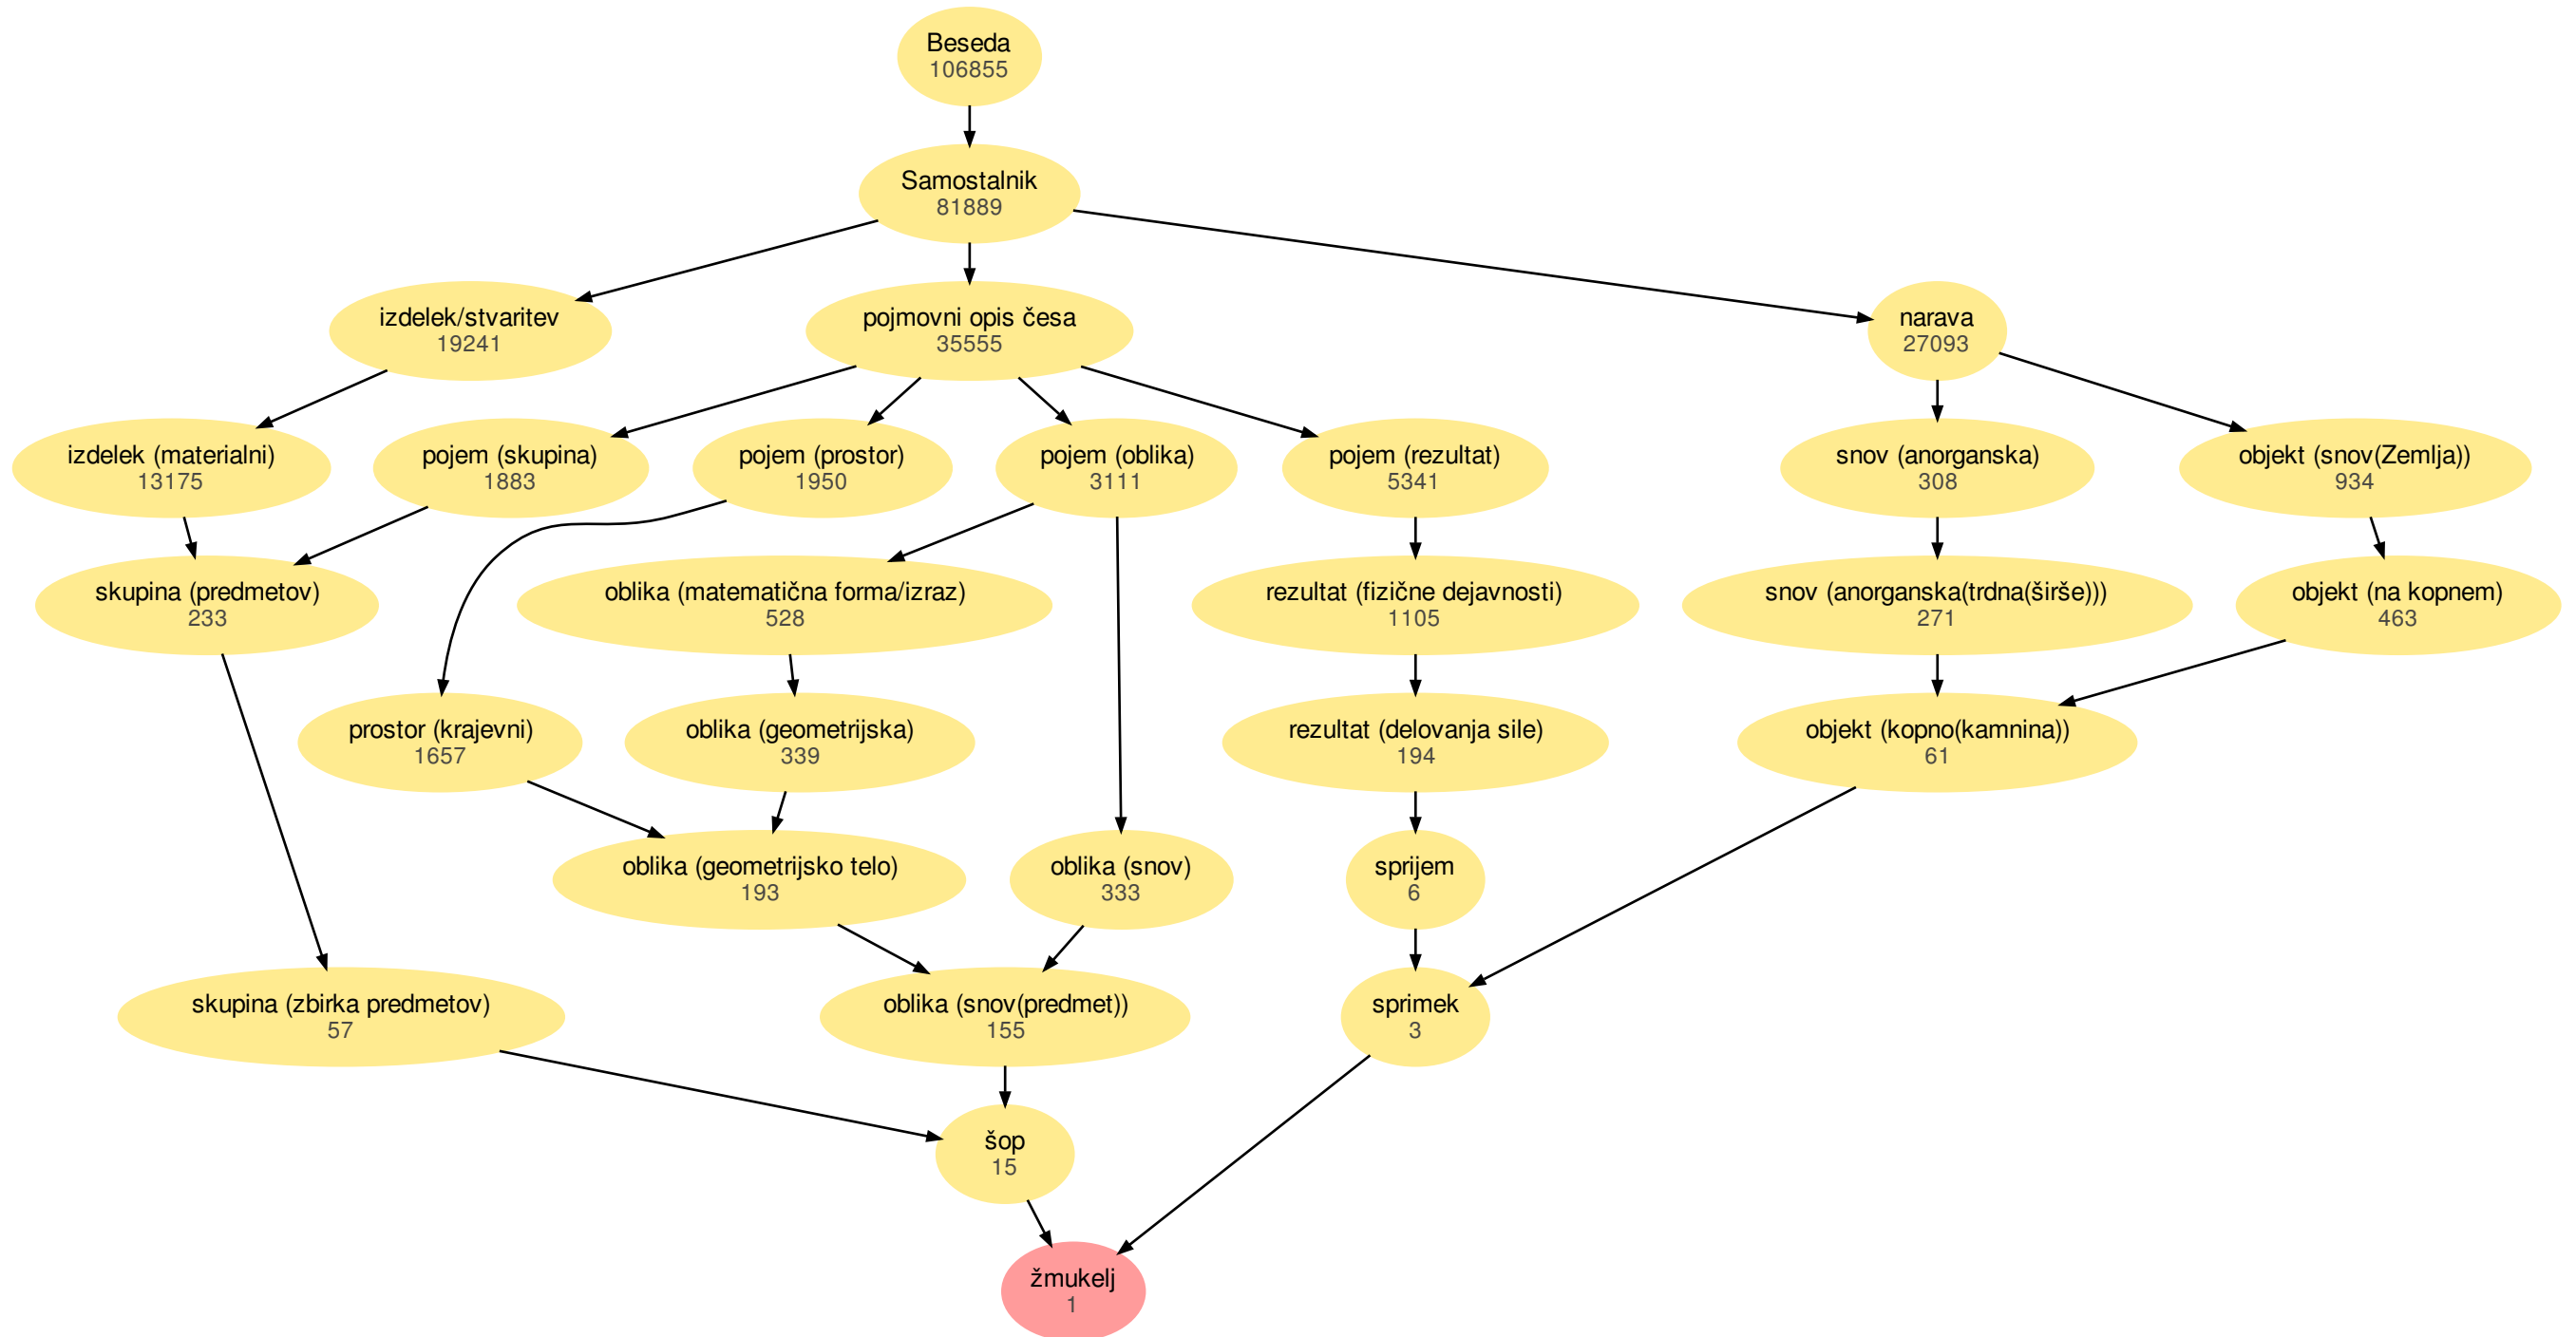 Beseda
106855
Samostalnik
81889
izdelek/stvaritev
19241
pojmovni opis česa
35555
narava
27093
izdelek (materialni)
13175
pojem (skupina)
1883
pojem (prostor)
1950
pojem (oblika)
3111
pojem (rezultat)
5341
snov (anorganska)
308
objekt (snov(Zemlja))
934
skupina (predmetov)
233
oblika (matematična forma/izraz)
528
rezultat (fizične dejavnosti)
1105
snov (anorganska(trdna(širše)))
271
objekt (na kopnem)
463
prostor (krajevni)
1657
oblika (geometrijska)
339
rezultat (delovanja sile)
194
objekt (kopno(kamnina))
61
oblika (geometrijsko telo)
193
oblika (snov)
333
sprijem
6
skupina (zbirka predmetov)
57
oblika (snov(predmet))
155
sprimek
3
šop
15
žmukelj
1